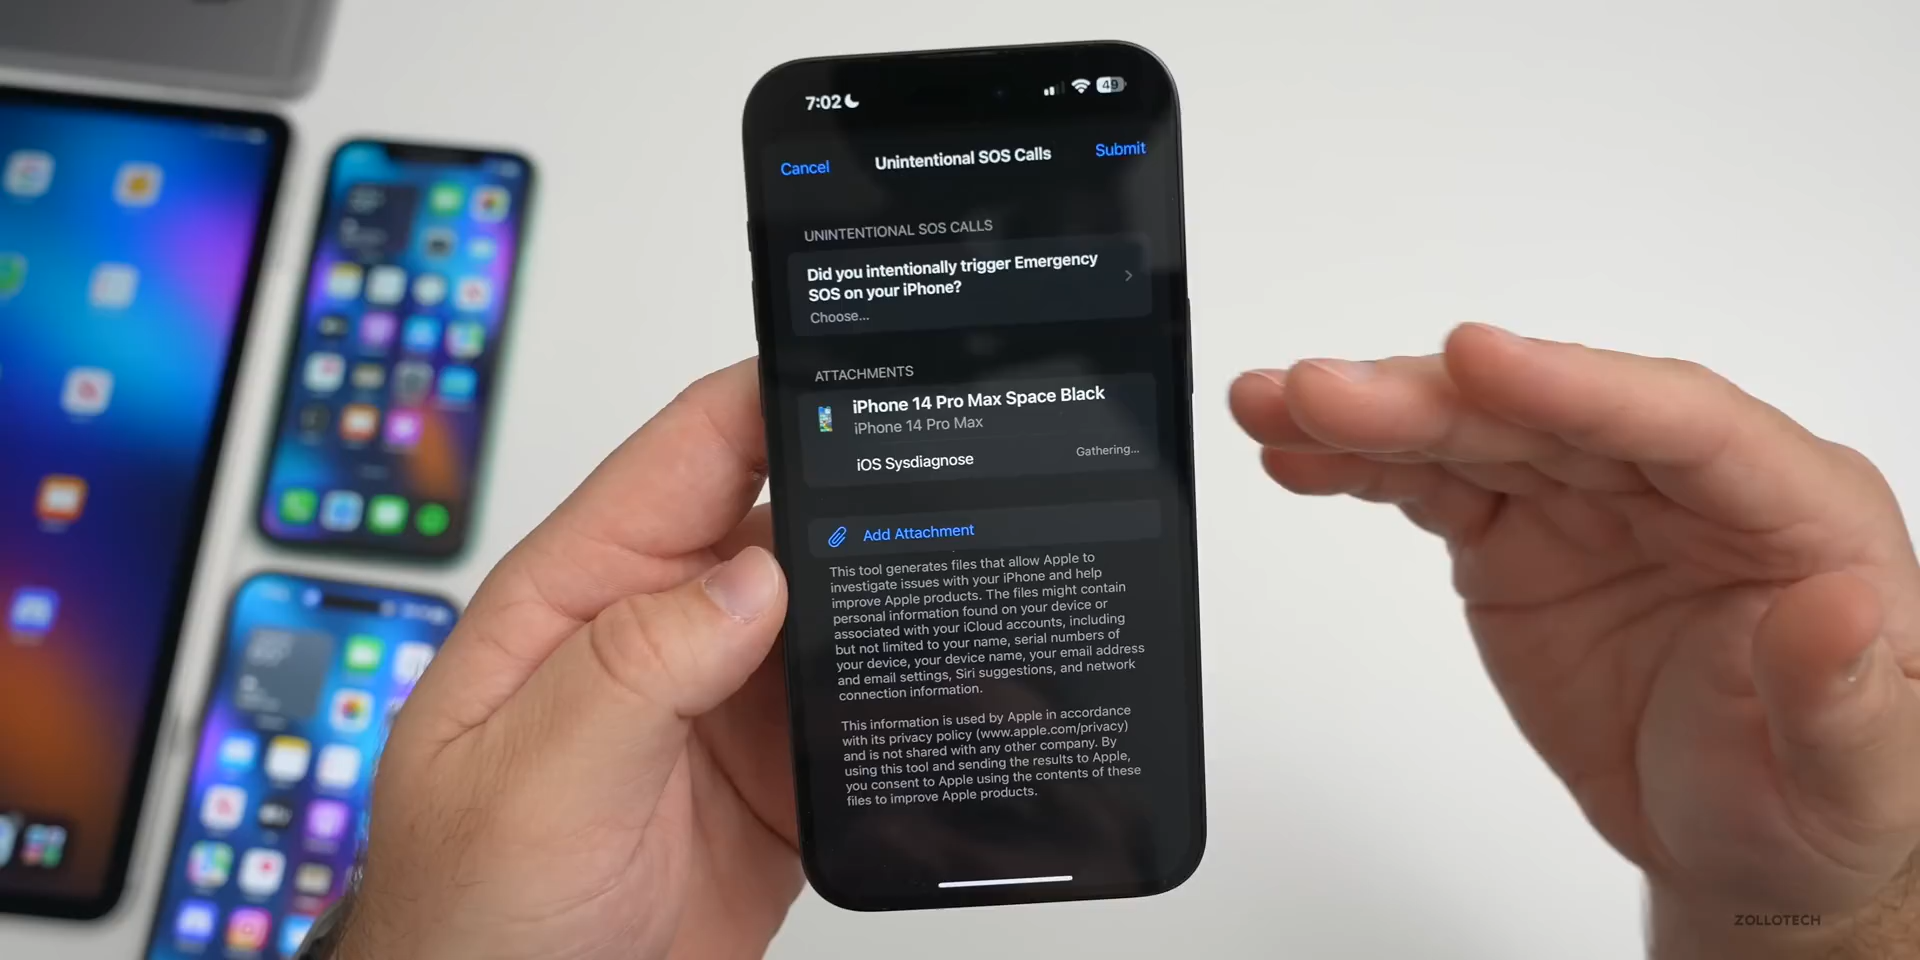 7:02
49
Cancel
Unintentional SOS Calls
Submit
UNINTENTIONAL SOS CALLS
Did you intentionally trigger Emergency
SOS on your iPhone?
Choose...
ATTACHMENTS
iPhone 14 Pro Max Space Black
iPhone 14 Pro Max
iOS Sysdiagnose
Gathering...
Add Attachment
This tool generates files that allow Apple to
investigate issues with your iPhone and help
improve Apple products. The files might contain
personal information found on your device or
associated with your iCloud accounts, including
but not limited to your name, serial numbers of
your device, your device name, your email address
and email settings, Siri suggestions, and network
connection information.
This information is used by Apple in accordance
with its privacy policy (www.apple.com/privacy)
and is not shared with any other company. By
using this tool and sending the results to Apple,
you consent to Apple using the contents of these
files to improve Apple products.
ZOLLOTECH